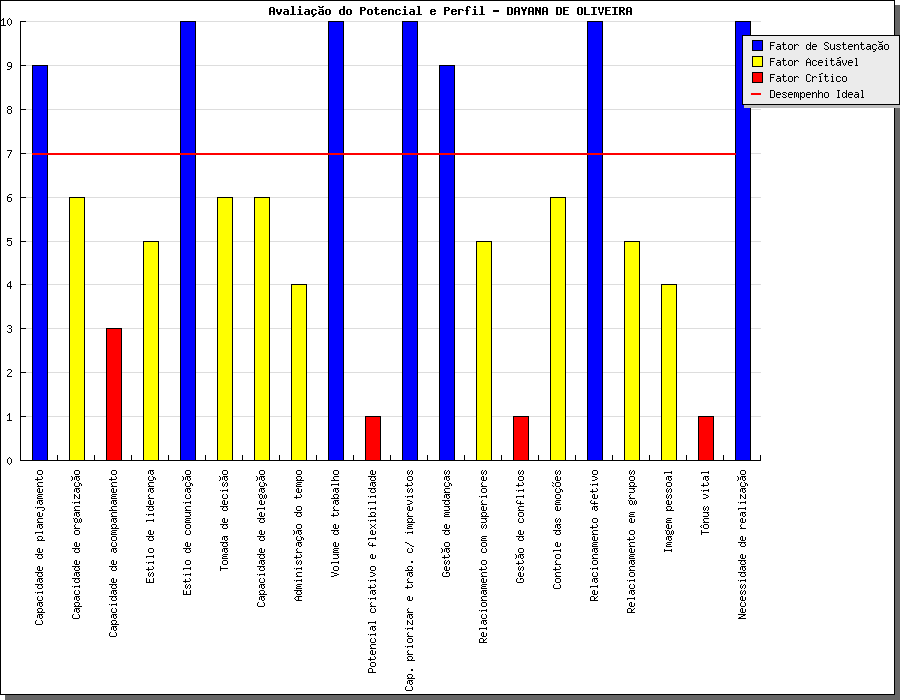 Avaliação do Potencial e Perfil - DAYANA DE OLIVEIRA
10
9
8
7
6
5
4
3
2
1
0
Fator de Sustentação
Fator Aceitável
Fator Crítico
Desempenho Ideal
Capacidade de planejamento
Capacidade de organização
Capacidade de acompanhamento
Estilo de liderança
Estilo de comunicação
Tomada de decisão
Capacidade de delegação
Administração do tempo
Volume de trabalho
Potencial criativo e flexibilidade
Cap. priorizar e trab. c/ imprevistos
Gestão de mudanças
Relacionamento com superiores
Gestão de conflitos
Controle das emoções
Relacionamento afetivo
Relacionamento em grupos
Imagem pessoal
Tônus vital
Necessidade de realização